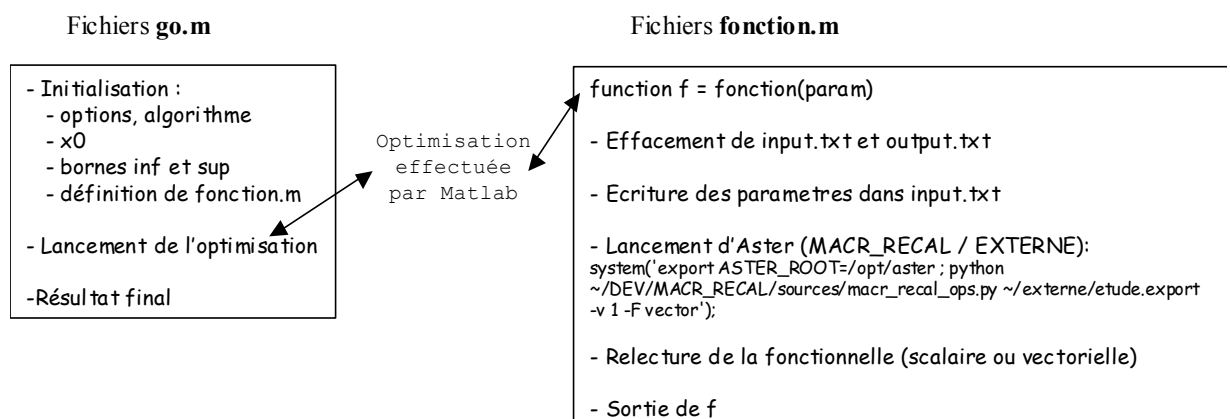 Fichiers go.m
- Initialisation :
- options, algorithme
- x0
- bornes inf et sup
- définition de fonction.m
- Lancement de l'optimisation
-Résultat final
Optimisation
effectuée
par Matlab
Fichiers fonction.m
function f = fonction(param)
- Effacement de input.txt et output.txt
- Ecriture des parametres dans input.txt
- Lancement d'Aster (MACR_RECAL / EXTERNE):
system('export ASTER_ROOT=/opt/aster ; python
~/DEV/MACR_RECAL/sources/macr_recal_ops.py ~/externe/etude.export
-v 1 -F vector');
- Relecture de la fonctionnelle (scalaire ou vectorielle)
- Sortie de f